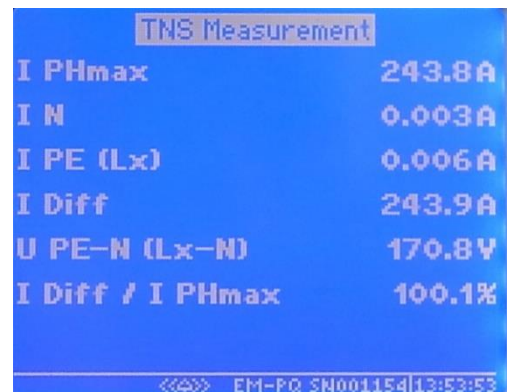 TNS Measurement
I PHmax 243.8A
I N 0.003A
I PE (Lx) 0.006A
I Diff 243.9A
U PE-N (Lx-N) 170.8V
I Diff / I PHmax 100.1%
EM-PQ SN001154 13:53:53